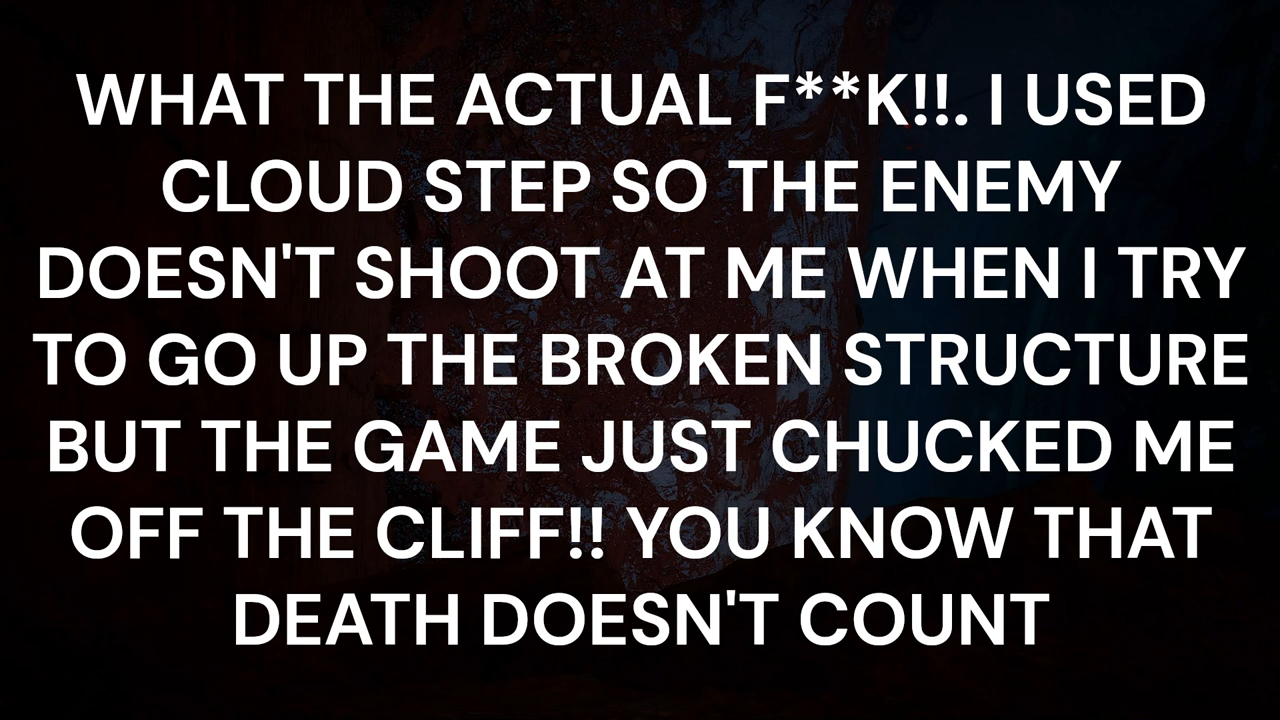 WHAT THE ACTUAL F**K!!. I USED
CLOUD STEP SO THE ENEMY
DOESN'T SHOOT AT ME WHEN I TRY
TO GO UP THE BROKEN STRUCTURE
BUT THE GAME JUST CHUCKED ME
OFF THE CLIFF!! YOU KNOW THAT
DEATH DOESN'T COUNT